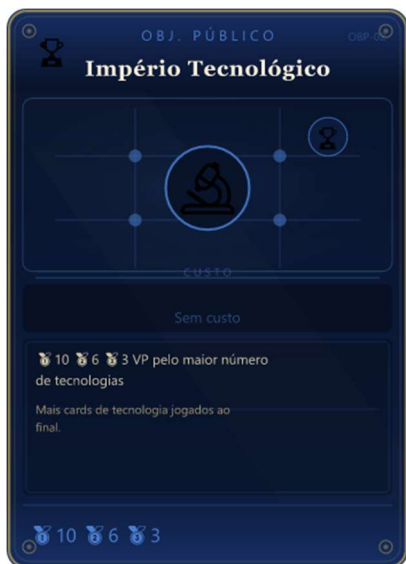 OBJ. PÚBLICO
Império Tecnológico
CUSTO
Sem custo
🥇 10 🥈 6 🥉 3 VP pelo maior número
de tecnologias
Mais cards de tecnologia jogados ao
final.
🥇 10 🥈 6 🥉 3